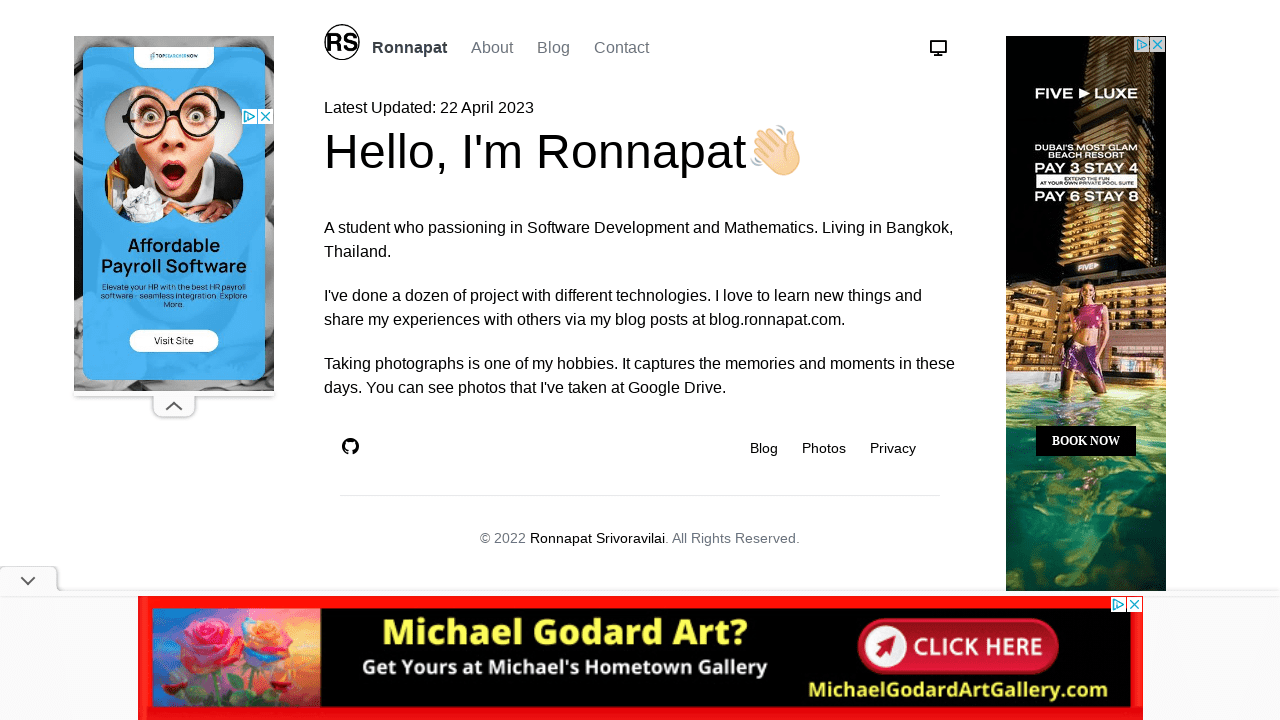 RS
Ronnapat
About
Blog
Contact
Latest Updated: 22 April 2023
Hello, I'm Ronnapat
A student who passioning in Software Development and Mathematics. Living in Bangkok,
Thailand.
I've done a dozen of project with different technologies. I love to learn new things and
share my experiences with others via my blog posts at blog.ronnapat.com.
Taking photographs is one of my hobbies. It captures the memories and moments in these
days. You can see photos that I've taken at Google Drive.
Blog
Photos
Privacy
© 2022 Ronnapat Srivoravilai. All Rights Reserved.
TOPSEARCHESNOW
Affordable
Payroll Software
Elevate your HR with the best HR payroll
software - seamless integration. Explore
More.
Visit Site
FIVE LUXE
DUBAI'S MOST GLAM
BEACH RESORT
PAY 3 STAY 4
EXTEND THE FUN
AT YOUR OWN PRIVATE POOL SUITE
PAY 6 STAY 8
FIVE
BOOK NOW
Michael Godard Art?
Get Yours at Michael's Hometown Gallery
CLICK HERE
MichaelGodardArtGallery.com